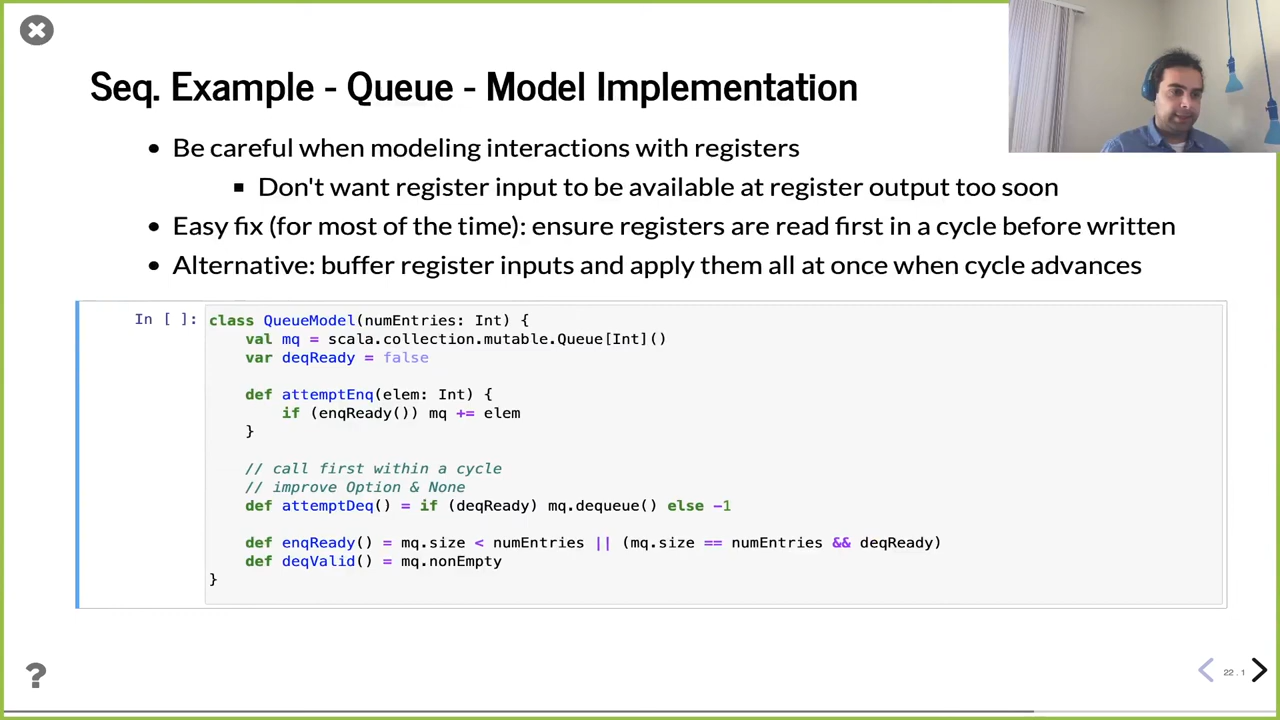 Seq. Example - Queue - Model Implementation
• Be careful when modeling interactions with registers
▪ Don't want register input to be available at register output too soon
• Easy fix (for most of the time): ensure registers are read first in a cycle before written
• Alternative: buffer register inputs and apply them all at once when cycle advances
In [ ]: class QueueModel(numEntries: Int) {
    val mq = scala.collection.mutable.Queue[Int]()
    var deqReady = false

    def attemptEnq(elem: Int) {
        if (enqReady()) mq += elem
    }

    // call first within a cycle
    // improve Option & None
    def attemptDeq() = if (deqReady) mq.dequeue() else -1

    def enqReady() = mq.size < numEntries || (mq.size == numEntries && deqReady)
    def deqValid() = mq.nonEmpty
}
?
22 . 1